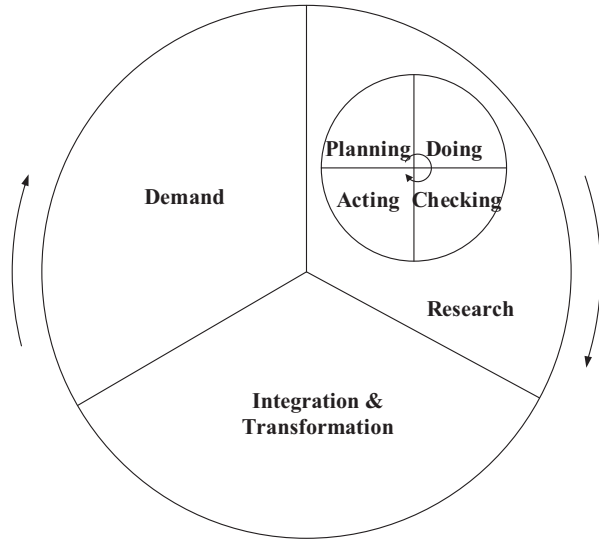 Planning Doing
Demand
Acting Checking
Research
Integration &
Transformation